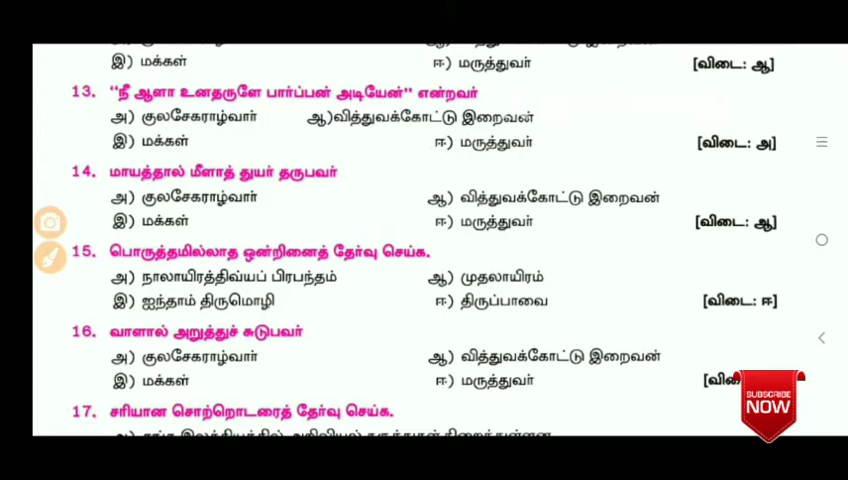 இ) மக்கள் ஈ) மருத்துவர் [விடை: ஆ]
13. "நீ ஆளா உனதருளே பார்ப்பன் அடியேன்" என்றவர்
அ) குலசேகராழ்வார் ஆ)வித்துவக்கோட்டு இறைவன்
இ) மக்கள் ஈ) மருத்துவர் [விடை: அ]
14. மாயத்தால் மீளாத் துயர் தருபவர்
அ) குலசேகராழ்வார் ஆ) வித்துவக்கோட்டு இறைவன்
இ) மக்கள் ஈ) மருத்துவர் [விடை: ஆ]
15. பொருத்தமில்லாத ஒன்றினைத் தேர்வு செய்க.
அ) நாலாயிரத்திவ்யப் பிரபந்தம் ஆ) முதலாயிரம்
இ) ஐந்தாம் திருமொழி ஈ) திருப்பாவை [விடை: ஈ]
16. வாளால் அறுத்துச் சுடுபவர்
அ) குலசேகராழ்வார் ஆ) வித்துவக்கோட்டு இறைவன்
இ) மக்கள் ஈ) மருத்துவர்
SUBSCRIBE
NOW
17. சரியான சொற்றொடரைத் தேர்வு செய்க.